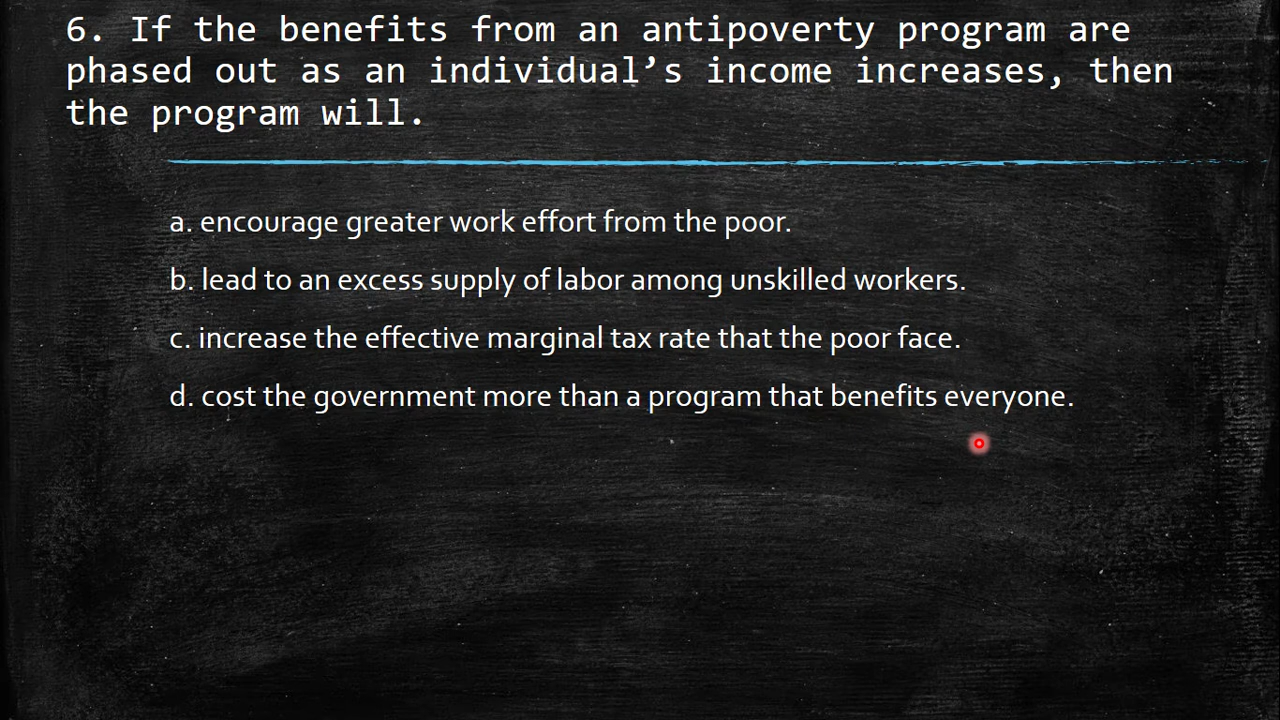 6. If the benefits from an antipoverty program are
phased out as an individual’s income increases, then
the program will.
a. encourage greater work effort from the poor.
b. lead to an excess supply of labor among unskilled workers.
c. increase the effective marginal tax rate that the poor face.
d. cost the government more than a program that benefits everyone.